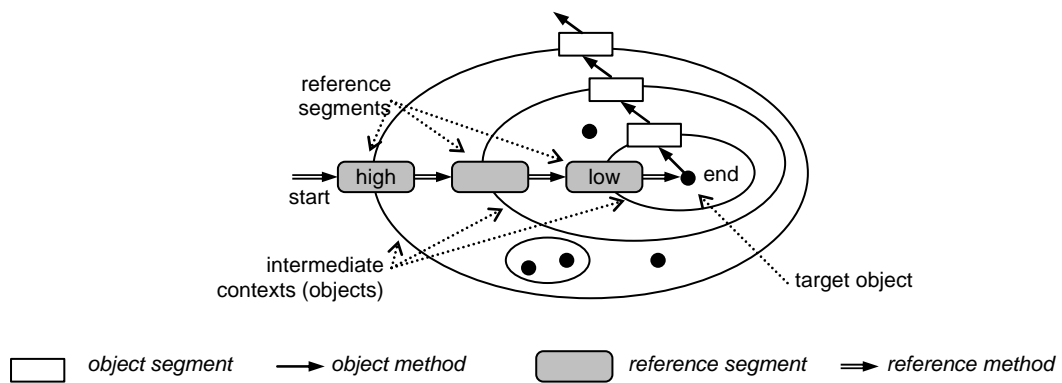 reference
segments
high
low
end
start
intermediate
contexts (objects)
target object
object segment
object method
reference segment
reference method